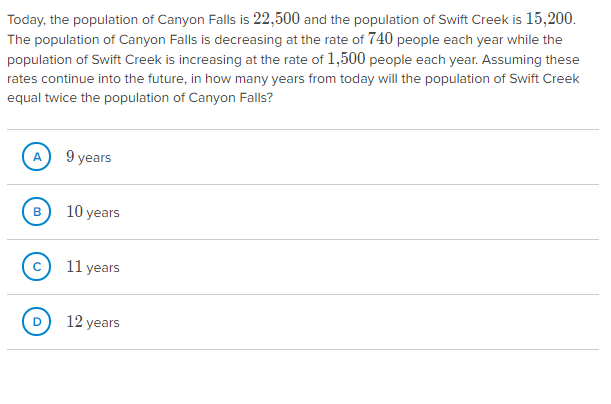 Today, the population of Canyon Falls is 22,500 and the population of Swift Creek is 15,200.
The population of Canyon Falls is decreasing at the rate of 740 people each year while the
population of Swift Creek is increasing at the rate of 1,500 people each year. Assuming these
rates continue into the future, in how many years from today will the population of Swift Creek
equal twice the population of Canyon Falls?
A 9 years
B 10 years
C 11 years
D 12 years